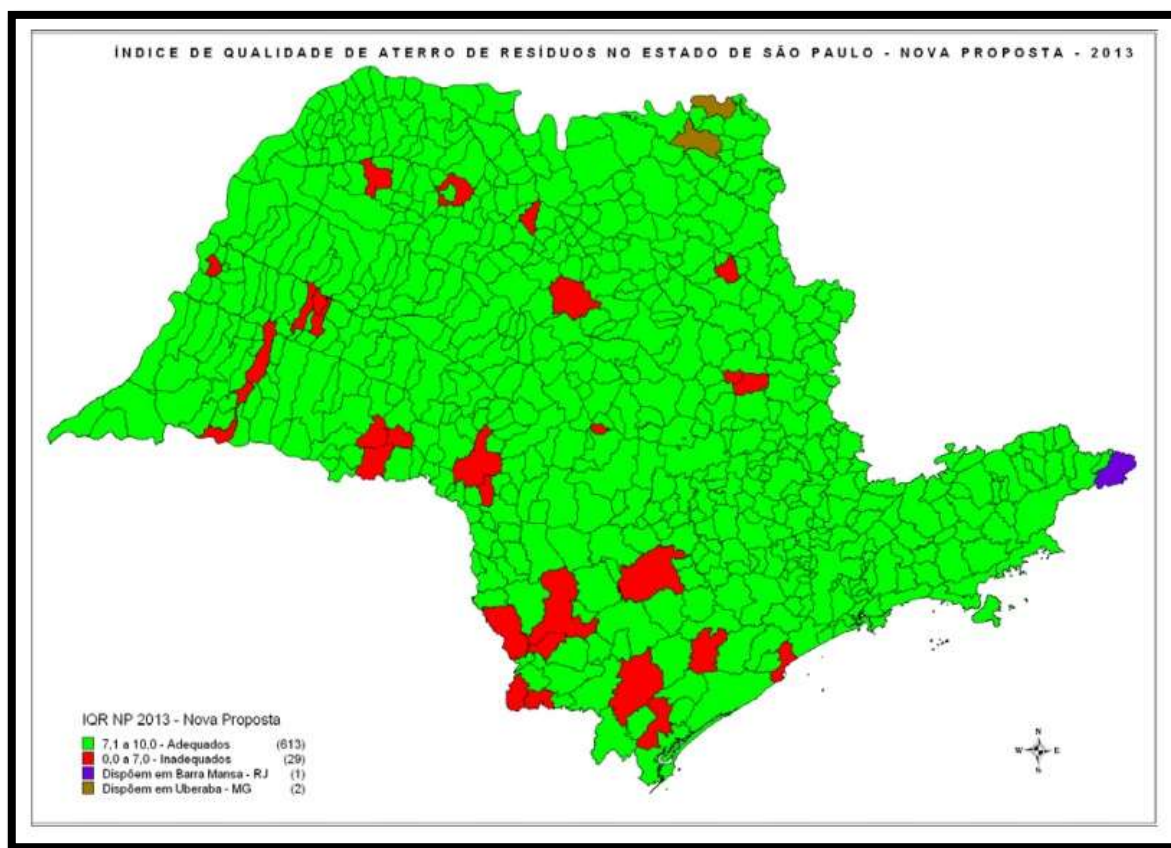 ÍNDICE DE QUALIDADE DE ATERRO DE RESÍDUOS NO ESTADO DE SÃO PAULO - NOVA PROPOSTA - 2013
IQR NP 2013 - Nova Proposta
7,1 a 10,0 - Adequados (613)
0,0 a 7,0 - Inadequados (29)
Dispõem em Barra Mansa - RJ (1)
Dispõem em Uberaba - MG (2)
N
W E
S